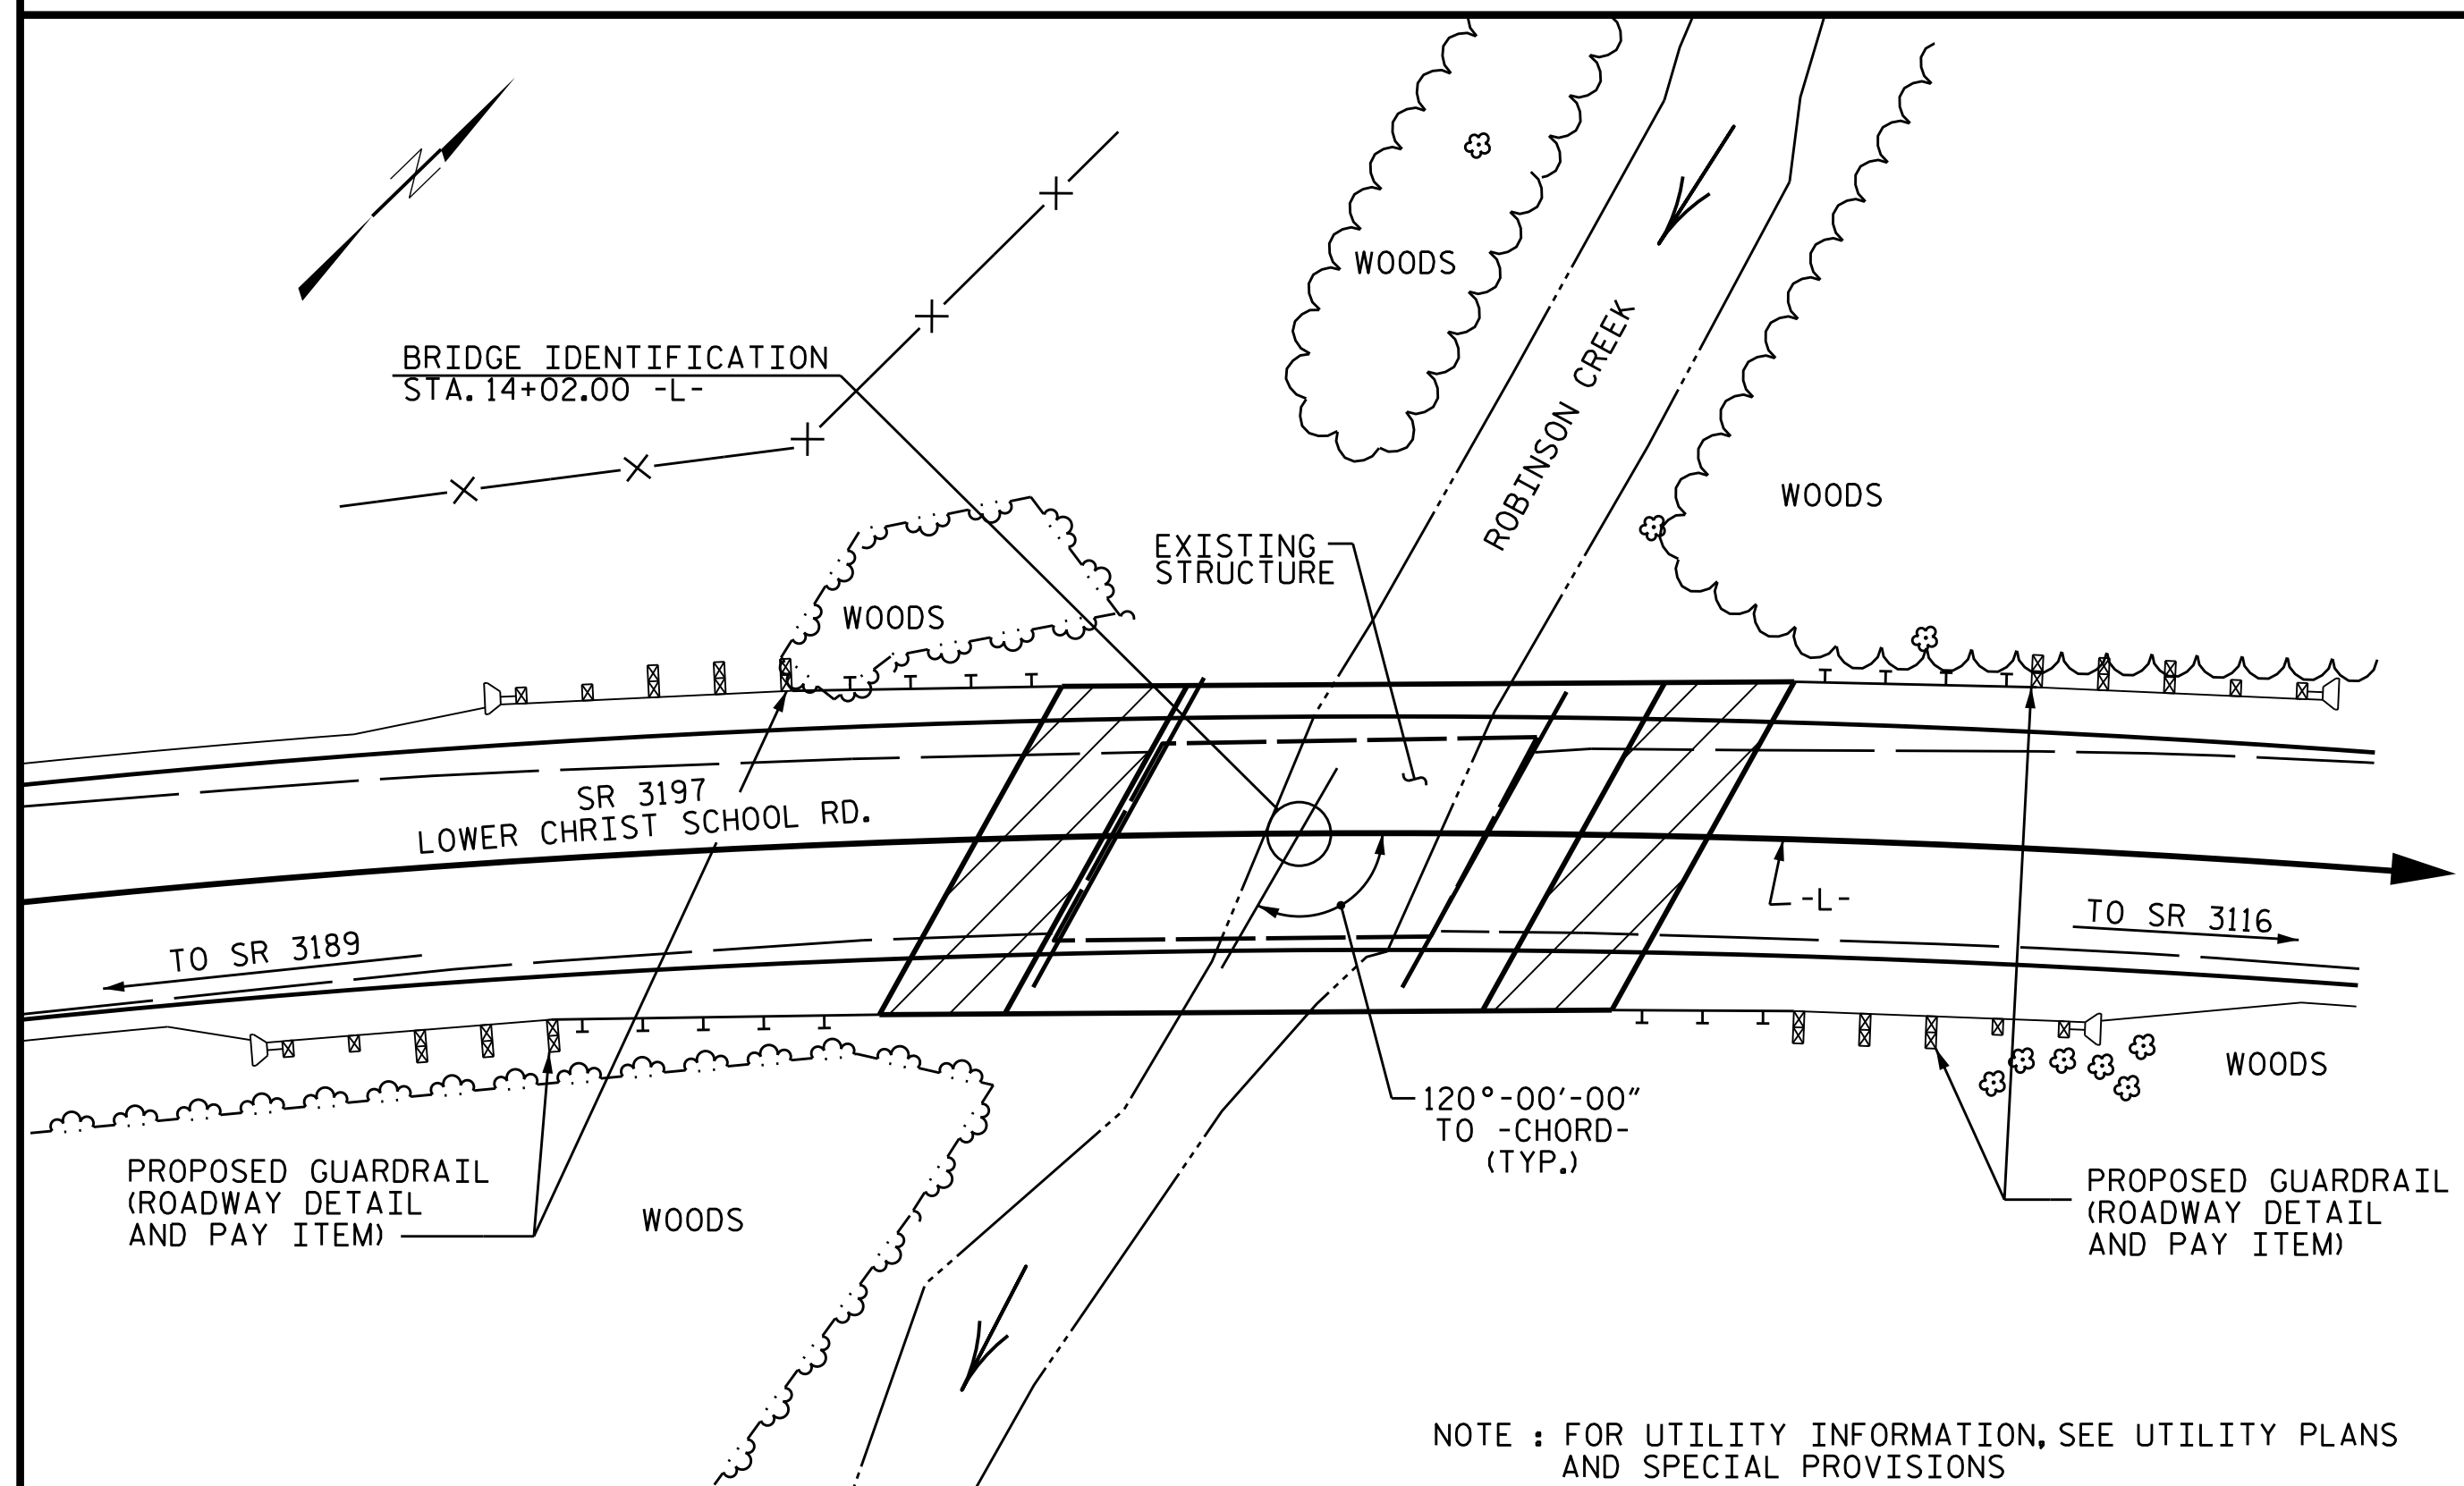 WOODS
ROBINSON CREEK
BRIDGE IDENTIFICATION
STA. 14+02.00 -L-
WOODS
EXISTING
STRUCTURE
WOODS
SR 3197
LOWER CHRIST SCHOOL RD.
-L-
TO SR 3116
TO SR 3189
WOODS
120°-00'-00"
TO -CHORD-
(TYP.)
PROPOSED GUARDRAIL
(ROADWAY DETAIL
AND PAY ITEM)
WOODS
PROPOSED GUARDRAIL
(ROADWAY DETAIL
AND PAY ITEM)
NOTE : FOR UTILITY INFORMATION, SEE UTILITY PLANS
AND SPECIAL PROVISIONS